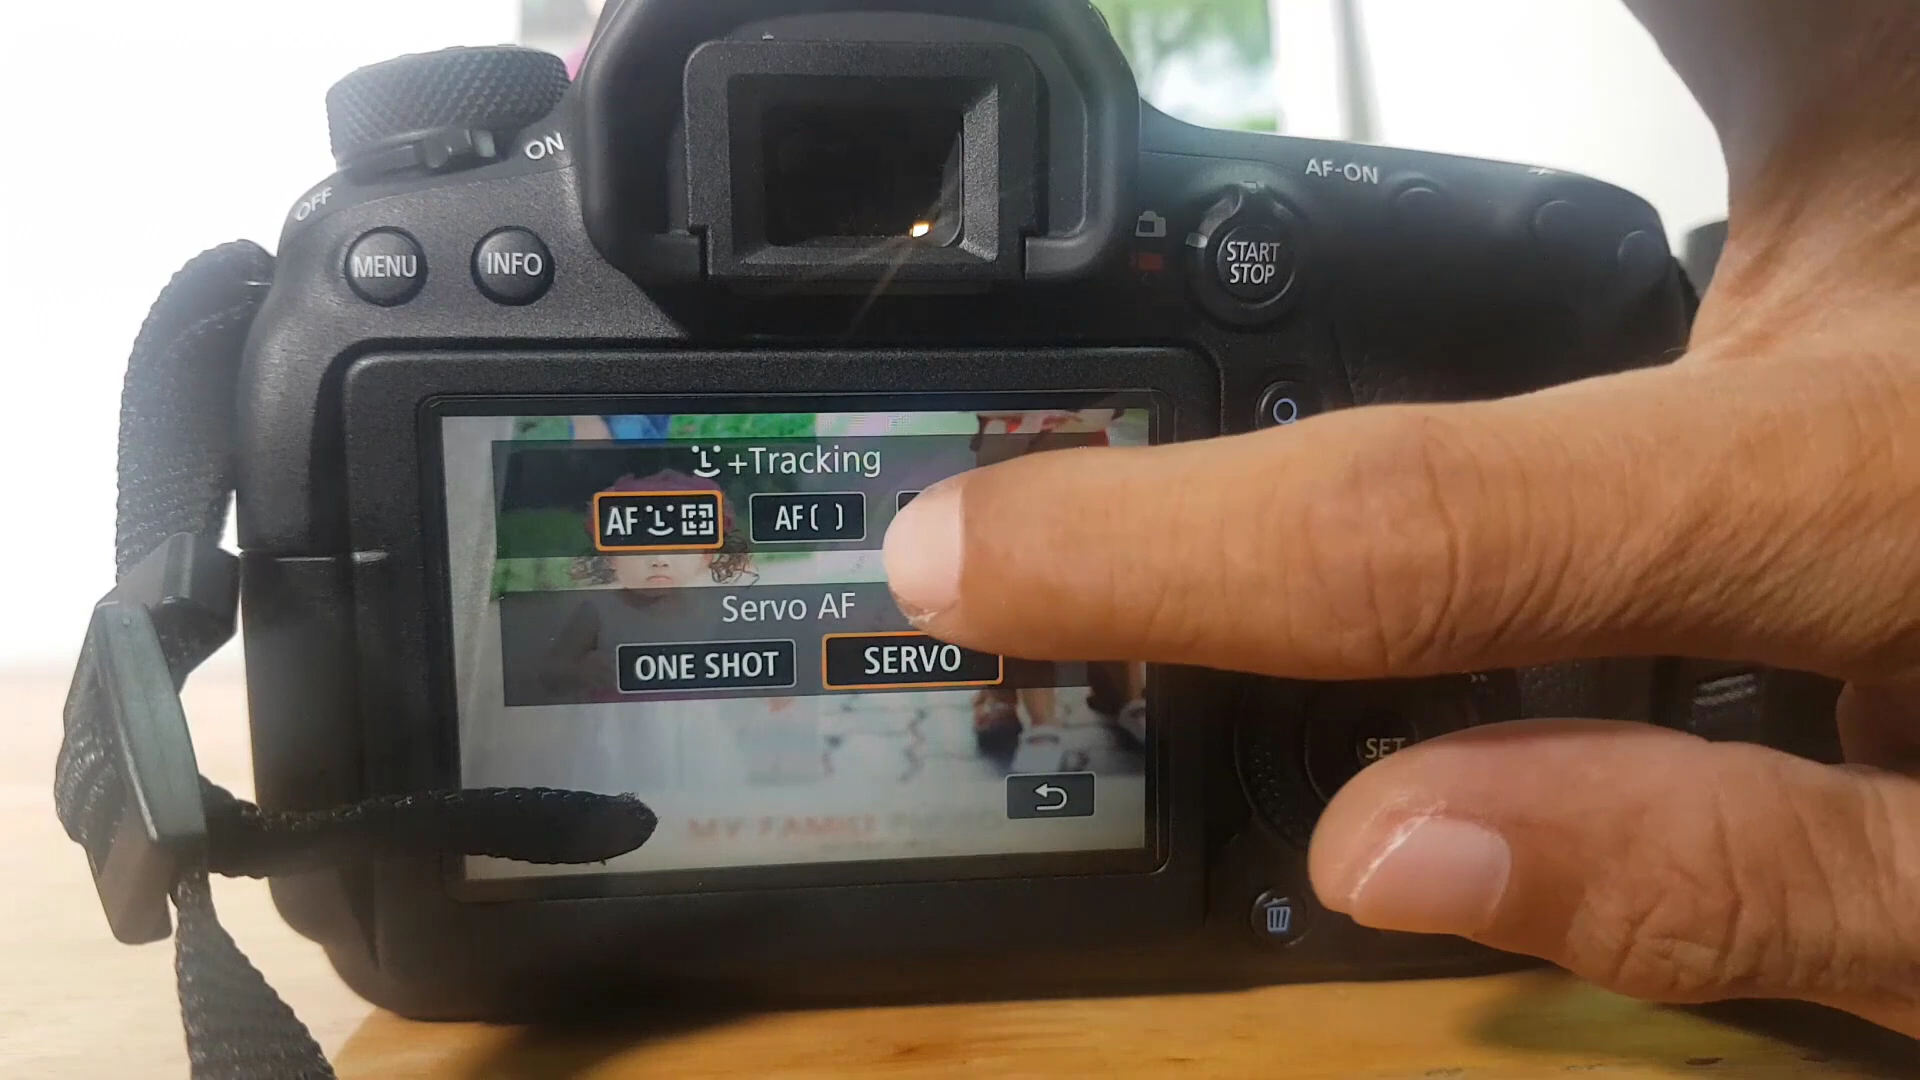 ON
OFF
MENU
INFO
AF-ON
START
STOP
+Tracking
AF
AF( )
Servo AF
ONE SHOT
SERVO
SET